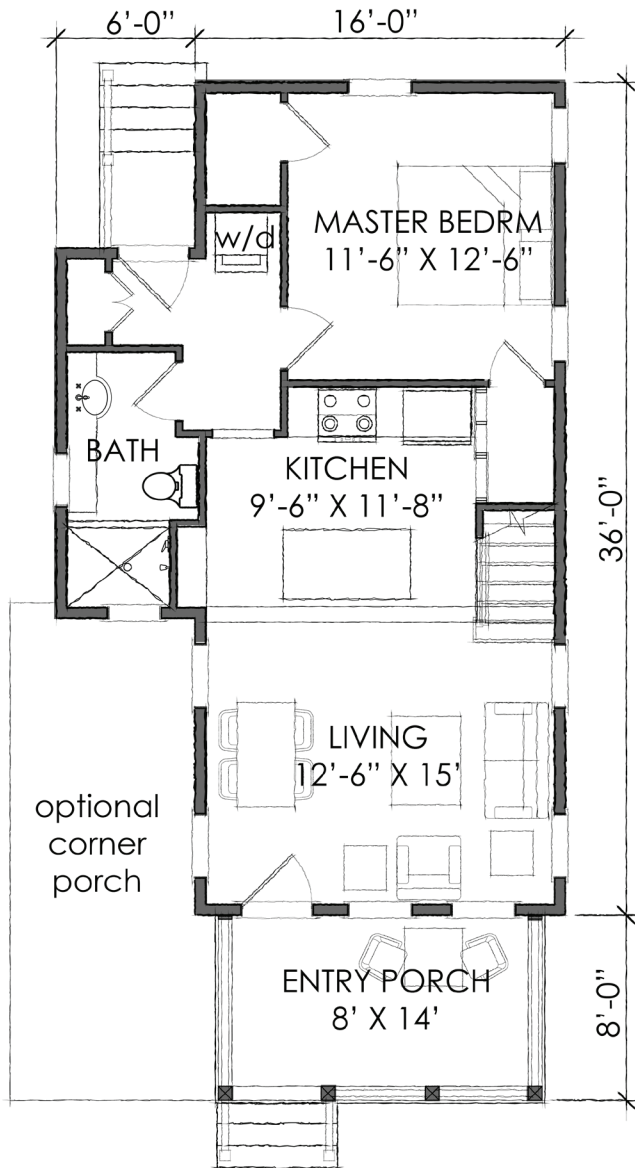 6’-0”
16’-0”
w/d
MASTER BEDRM
11’-6” X 12’-6”
BATH
KITCHEN
9’-6” X 11’-8”
36’-0”
LIVING
12’-6” X 15’
optional
corner
porch
ENTRY PORCH
8’ X 14’
8’-0”